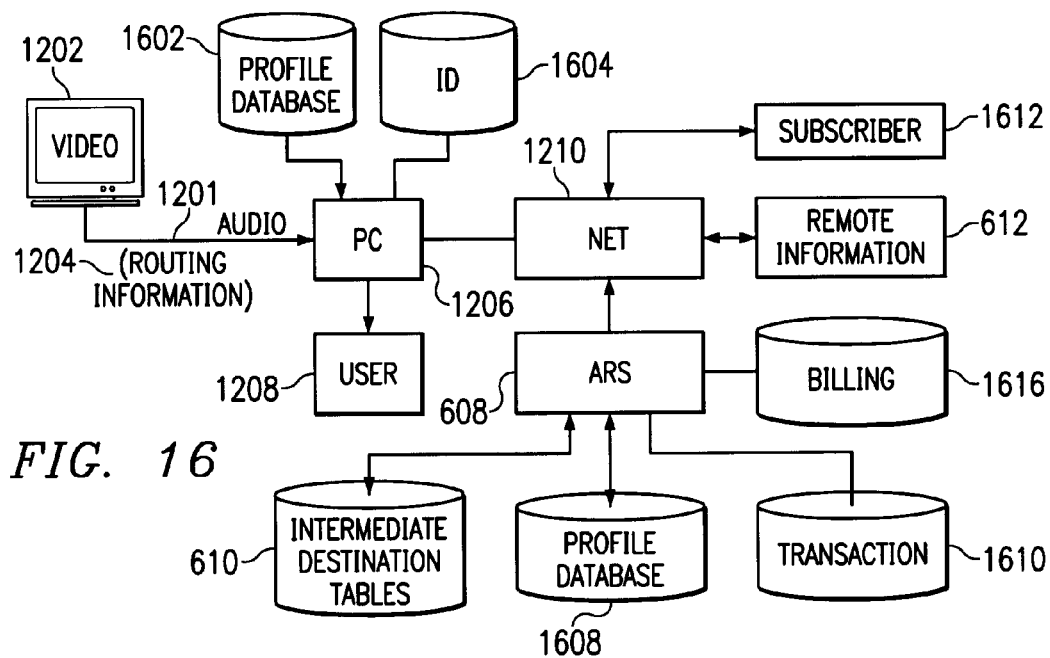 1602
PROFILE
DATABASE
ID
1604
1202
VIDEO
1201
AUDIO
1204
(ROUTING
INFORMATION)
PC
1206
1210
NET
SUBSCRIBER
1612
REMOTE
INFORMATION
612
1208
USER
608
ARS
BILLING
1616
FIG. 16
610
INTERMEDIATE
DESTINATION
TABLES
PROFILE
DATABASE
1608
TRANSACTION
1610